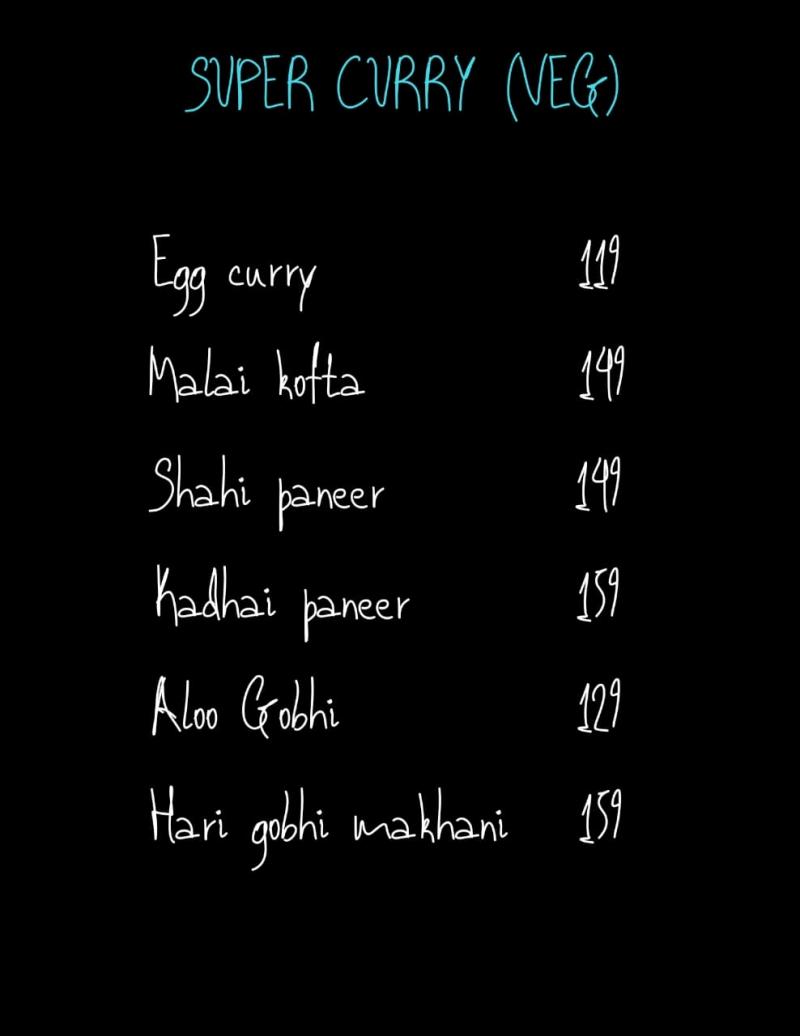 SUPER CURRY (VEG)
Egg curry 119
Malai kofta 149
Shahi paneer 149
Kadhai paneer 159
Aloo Gobhi 129
Hari gobhi makhani 159